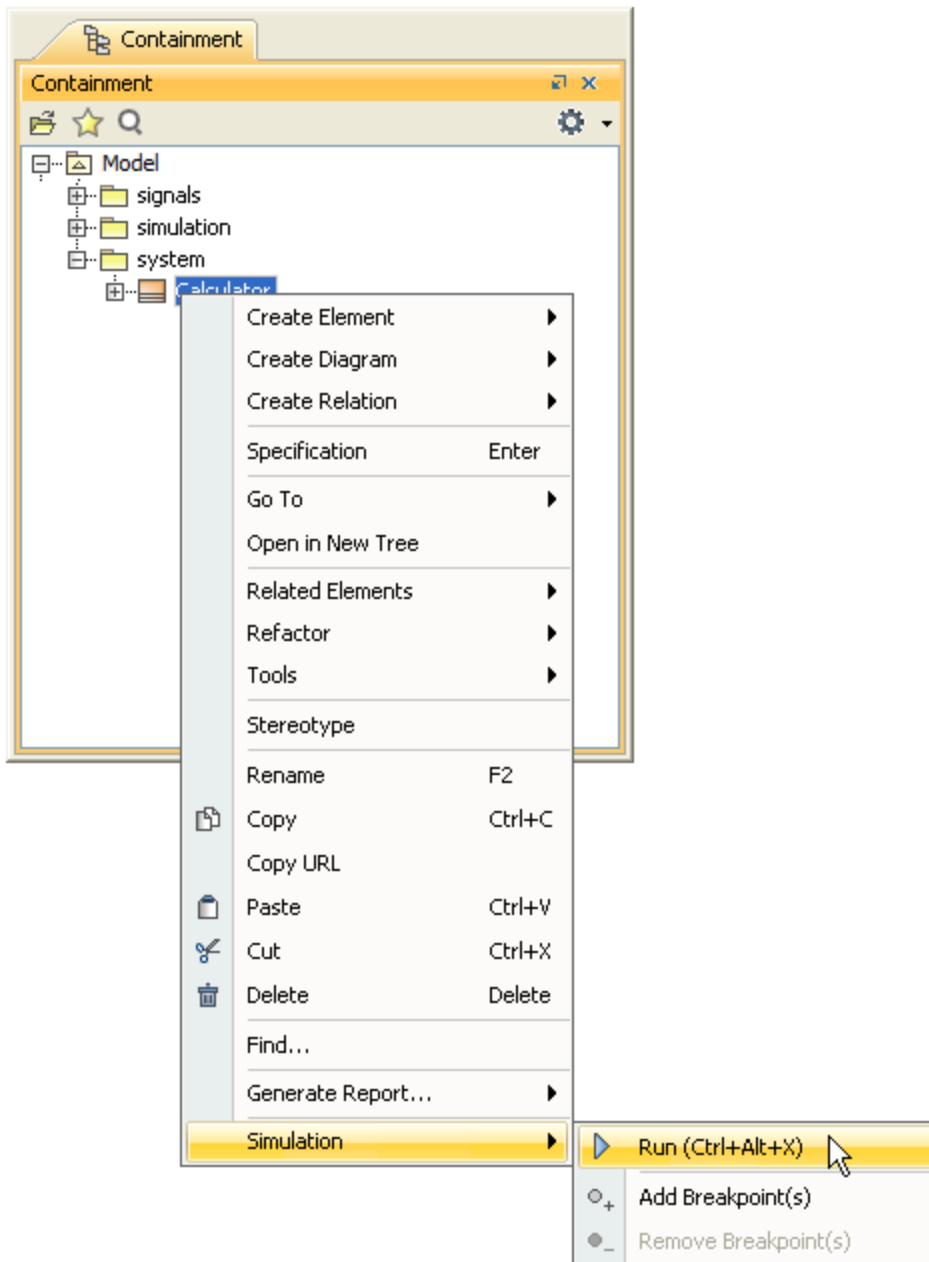 Containment
Containment
Model
signals
simulation
system
Calculator
Create Element
Create Diagram
Create Relation
Specification Enter
Go To
Open in New Tree
Related Elements
Refactor
Tools
Stereotype
Rename F2
Copy Ctrl+C
Copy URL
Paste Ctrl+V
Cut Ctrl+X
Delete Delete
Find...
Generate Report...
Simulation
Run (Ctrl+Alt+X)
Add Breakpoint(s)
Remove Breakpoint(s)